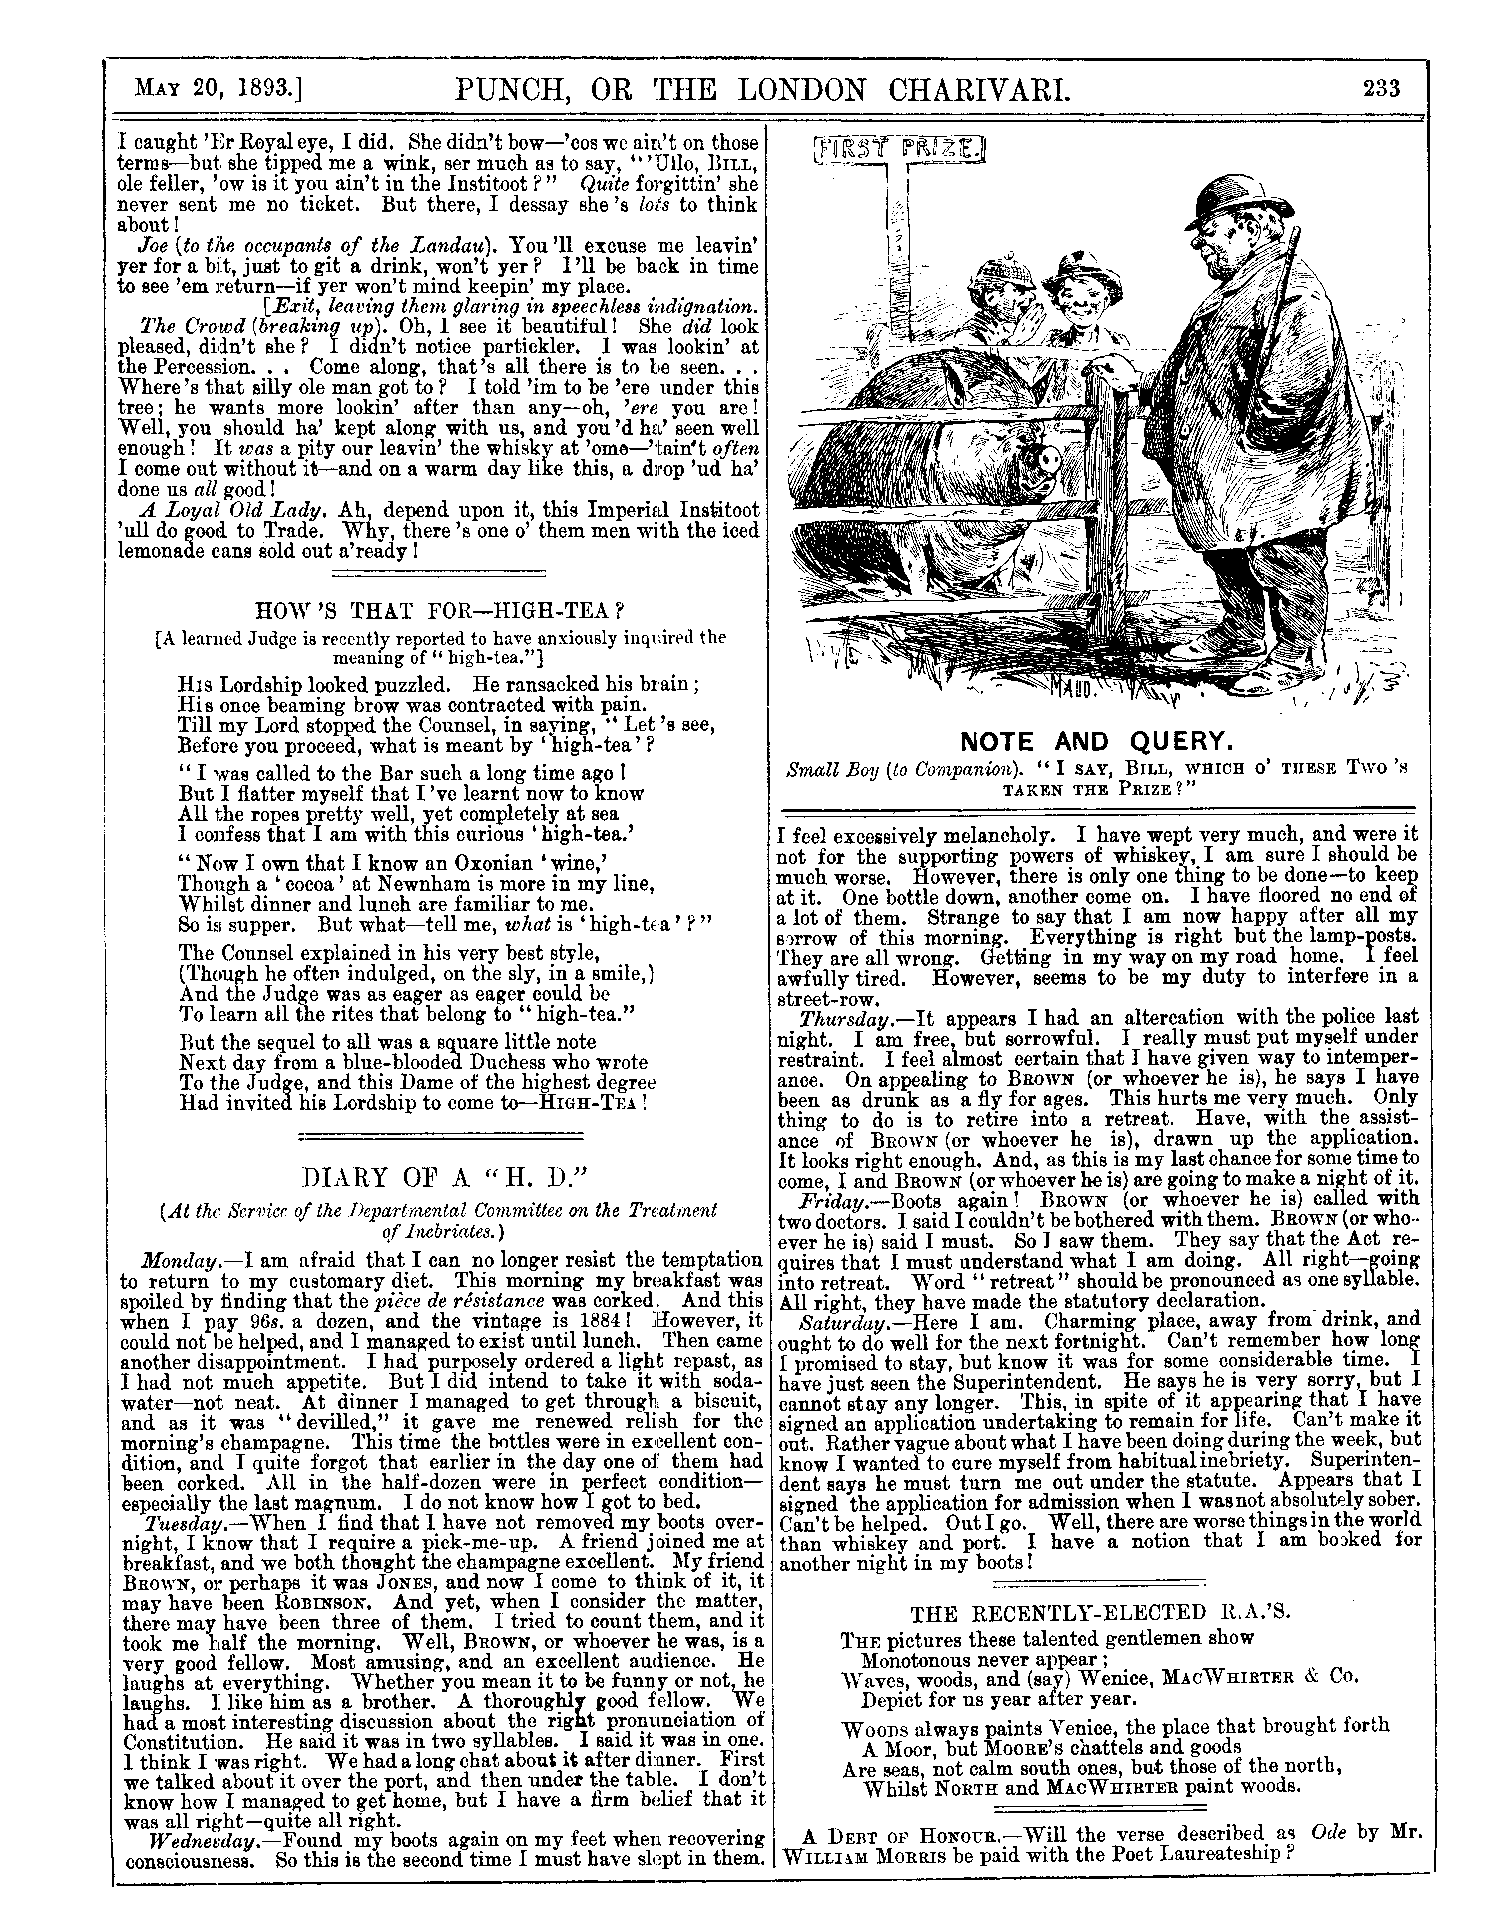 MAY 20, 1893.] PUNCH, OR THE LONDON CHARIVARI. 233
I caught 'Er Royal eye, I did. She didn't bow—'cos we ain't on those
terms—but she tipped me a wink, ser much as to say, "'Ullo, BILL,
ole feller, 'ow is it you ain't in the Institoot?" Quite forgittin' she
never sent me no ticket. But there, I dessay she's lots to think
about!
Joe (to the occupants of the Landau). You'll excuse me leavin'
yer for a bit, just to git a drink, won't yer? I'll be back in time
to see 'em return—if yer won't mind keepin' my place.
[Exit, leaving them glaring in speechless indignation.
The Crowd (breaking up). Oh, I see it beautiful! She did look
pleased, didn't she? I didn't notice partickler. I was lookin' at
the Percession. . . Come along, that's all there is to be seen. . .
Where's that silly ole man got to? I told 'im to be 'ere under this
tree; he wants more lookin' after than any—oh, 'ere you are!
Well, you should ha' kept along with us, and you'd ha' seen well
enough! It was a pity our leavin' the whisky at 'ome—'tain't often
I come out without it—and on a warm day like this, a drop 'ud ha'
done us all good!
A Loyal Old Lady. Ah, depend upon it, this Imperial Institoot
'ull do good to Trade. Why, there's one o' them men with the iced
lemonade cans sold out a'ready!
HOW'S THAT FOR—HIGH-TEA?
[A learned Judge is recently reported to have anxiously inquired the
meaning of "high-tea."]
HIS Lordship looked puzzled. He ransacked his brain;
His once beaming brow was contracted with pain.
Till my Lord stopped the Counsel, in saying, "Let's see,
Before you proceed, what is meant by 'high-tea'?
"I was called to the Bar such a long time ago!
But I flatter myself that I've learnt now to know
All the ropes pretty well, yet completely at sea
I confess that I am with this curious 'high-tea.'
"Now I own that I know an Oxonian 'wine,'
Though a 'cocoa' at Newnham is more in my line,
Whilst dinner and lunch are familiar to me.
So is supper. But what—tell me, what is 'high-tea'?"
The Counsel explained in his very best style,
(Though he often indulged, on the sly, in a smile,)
And the Judge was as eager as eager could be
To learn all the rites that belong to "high-tea."
But the sequel to all was a square little note
Next day from a blue-blooded Duchess who wrote
To the Judge, and this Dame of the highest degree
Had invited his Lordship to come to—HIGH-TEA!
DIARY OF A "H. D."
(At the Service of the Departmental Committee on the Treatment
of Inebriates.)
Monday.—I am afraid that I can no longer resist the temptation
to return to my customary diet. This morning my breakfast was
spoiled by finding that the pièce de résistance was corked. And this
when I pay 96s. a dozen, and the vintage is 1884! However, it
could not be helped, and I managed to exist until lunch. Then came
another disappointment. I had purposely ordered a light repast, as
I had not much appetite. But I did intend to take it with soda-
water—not neat. At dinner I managed to get through a biscuit,
and as it was "devilled," it gave me renewed relish for the
morning's champagne. This time the bottles were in excellent con-
dition, and I quite forgot that earlier in the day one of them had
been corked. All in the half-dozen were in perfect condition—
especially the last magnum. I do not know how I got to bed.
Tuesday.—When I find that I have not removed my boots over-
night, I know that I require a pick-me-up. A friend joined me at
breakfast, and we both thought the champagne excellent. My friend
BROWN, or perhaps it was JONES, and now I come to think of it, it
may have been ROBINSON. And yet, when I consider the matter,
there may have been three of them. I tried to count them, and it
took me half the morning. Well, BROWN, or whoever he was, is a
very good fellow. Most amusing, and an excellent audience. He
laughs at everything. Whether you mean it to be funny or not, he
laughs. I like him as a brother. A thoroughly good fellow. We
had a most interesting discussion about the right pronunciation of
Constitution. He said it was in two syllables. I said it was in one.
I think I was right. We had a long chat about it after dinner. First
we talked about it over the port, and then under the table. I don't
know how I managed to get home, but I have a firm belief that it
was all right—quite all right.
Wednesday.—Found my boots again on my feet when recovering
consciousness. So this is the second time I must have slept in them.
FIRST PRIZE.
MAUD.
NOTE AND QUERY.
Small Boy (to Companion). "I SAY, BILL, WHICH O' THESE TWO'S
TAKEN THE PRIZE?"
I feel excessively melancholy. I have wept very much, and were it
not for the supporting powers of whiskey, I am sure I should be
much worse. However, there is only one thing to be done—to keep
at it. One bottle down, another come on. I have floored no end of
a lot of them. Strange to say that I am now happy after all my
sorrow of this morning. Everything is right but the lamp-posts.
They are all wrong. Getting in my way on my road home. I feel
awfully tired. However, seems to be my duty to interfere in a
street-row.
Thursday.—It appears I had an altercation with the police last
night. I am free, but sorrowful. I really must put myself under
restraint. I feel almost certain that I have given way to intemper-
ance. On appealing to BROWN (or whoever he is), he says I have
been as drunk as a fly for ages. This hurts me very much. Only
thing to do is to retire into a retreat. Have, with the assist-
ance of BROWN (or whoever he is), drawn up the application.
It looks right enough. And, as this is my last chance for some time to
come, I and BROWN (or whoever he is) are going to make a night of it.
Friday.—Boots again! BROWN (or whoever he is) called with
two doctors. I said I couldn't be bothered with them. BROWN (or who-
ever he is) said I must. So I saw them. They say that the Act re-
quires that I must understand what I am doing. All right—going
into retreat. Word "retreat" should be pronounced as one syllable.
All right, they have made the statutory declaration.
Saturday.—Here I am. Charming place, away from drink, and
ought to do well for the next fortnight. Can't remember how long
I promised to stay, but know it was for some considerable time. I
have just seen the Superintendent. He says he is very sorry, but I
cannot stay any longer. This, in spite of it appearing that I have
signed an application undertaking to remain for life. Can't make it
out. Rather vague about what I have been doing during the week, but
know I wanted to cure myself from habitual inebriety. Superinten-
dent says he must turn me out under the statute. Appears that I
signed the application for admission when I was not absolutely sober.
Can't be helped. Out I go. Well, there are worse things in the world
than whiskey and port. I have a notion that I am booked for
another night in my boots!
THE RECENTLY-ELECTED R.A.'S.
THE pictures these talented gentlemen show
Monotonous never appear;
Waves, woods, and (say) Wenice, MACWHIRTER & Co.
Depict for us year after year.
WOODS always paints Venice, the place that brought forth
A Moor, but MOORE'S chattels and goods
Are seas, not calm south ones, but those of the north,
Whilst NORTH and MACWHIRTER paint woods.
A DEBT OF HONOUR.—Will the verse described as Ode by Mr.
WILLIAM MORRIS be paid with the Poet Laureateship?